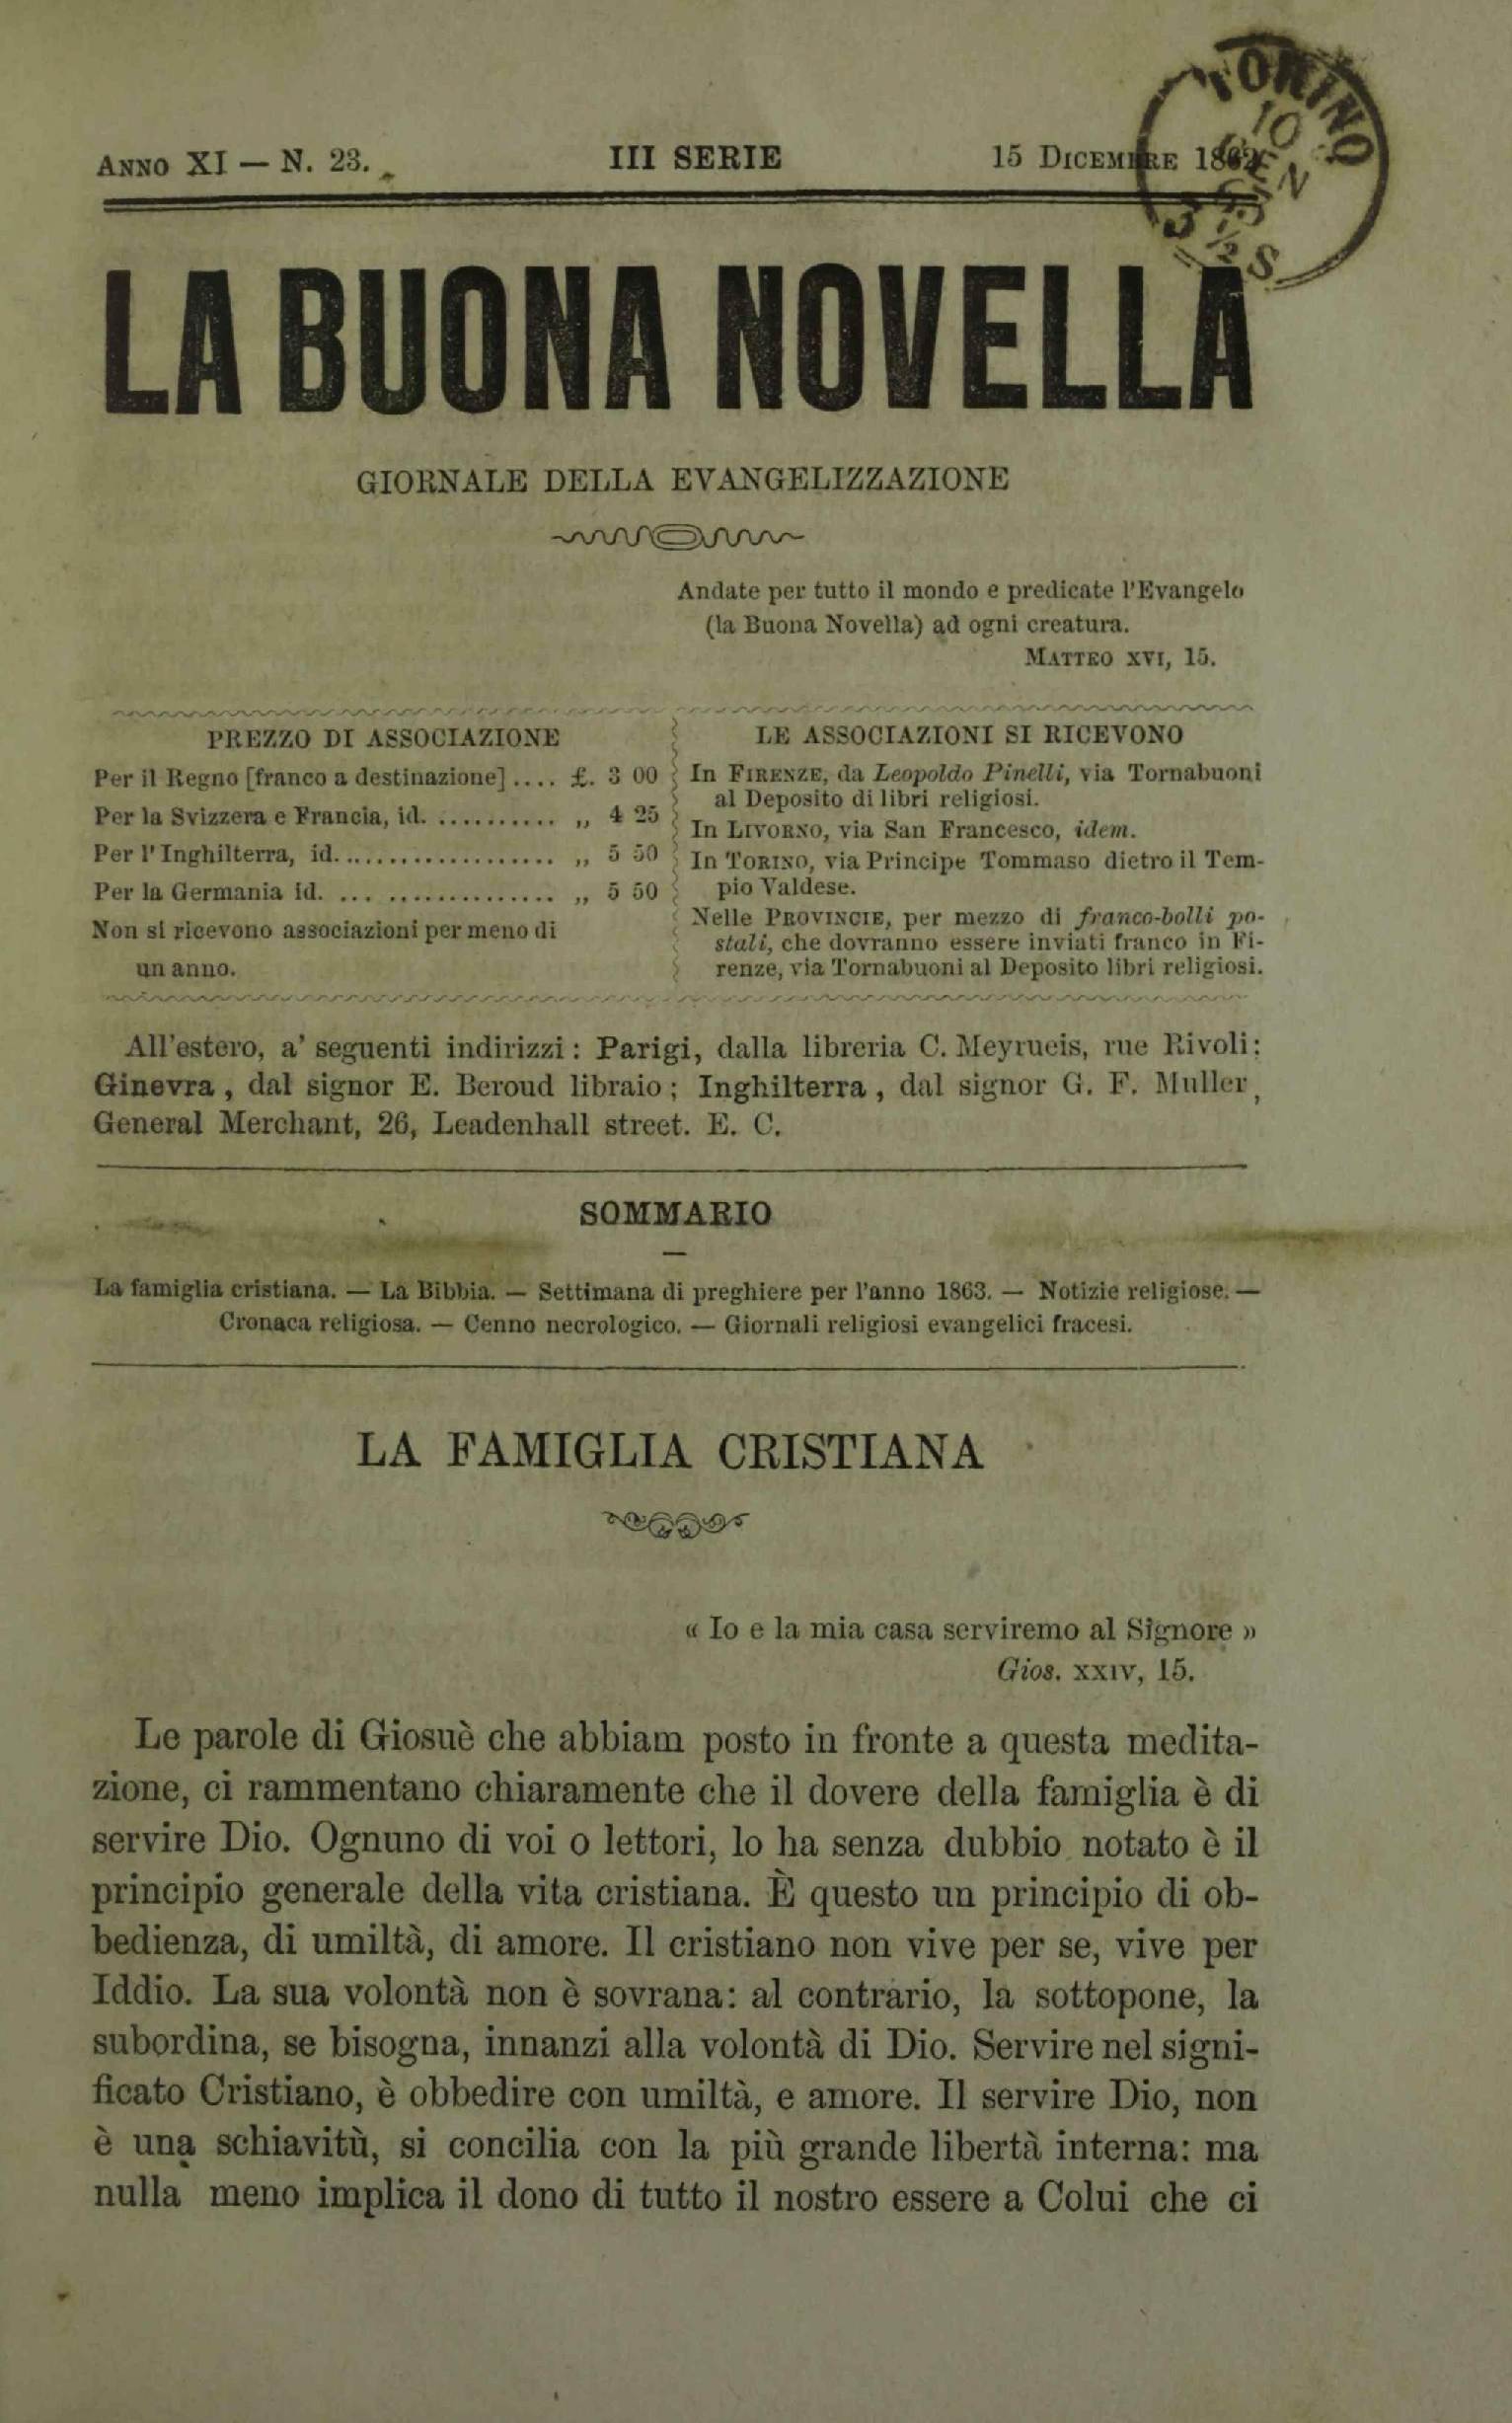 ANNO XI — N. 23.
III SERIE
15 DICEMBRE 1862
TORINO
10
GEN
63
3 ½ S
LA BUONA NOVELLA
GIORNALE DELLA EVANGELIZZAZIONE
Andate per tutto il mondo e predicate l'Evangelo
(la Buona Novella) ad ogni creatura.
MATTEO XVI, 15.
PREZZO DI ASSOCIAZIONE
Per il Regno [franco a destinazione] .... £. 3 00
Per la Svizzera e Francia, id. .......... „ 4 25
Per l'Inghilterra, id. .................. „ 5 50
Per la Germania id. ... .............. „ 5 50
Non si ricevono associazioni per meno di
un anno.
LE ASSOCIAZIONI SI RICEVONO
In FIRENZE, da Leopoldo Pinelli, via Tornabuoni
al Deposito di libri religiosi.
In LIVORNO, via San Francesco, idem.
In TORINO, via Principe Tommaso dietro il Tem-
pio Valdese.
Nelle PROVINCIE, per mezzo di franco-bolli po-
stali, che dovranno essere inviati franco in Fi-
renze, via Tornabuoni al Deposito libri religiosi.
All'estero, a' seguenti indirizzi : Parigi, dalla libreria C. Meyrueis, rue Rivoli;
Ginevra , dal signor E. Beroud libraio ; Inghilterra , dal signor G. F. Muller,
General Merchant, 26, Leadenhall street. E. C.
SOMMARIO
La famiglia cristiana. — La Bibbia. — Settimana di preghiere per l'anno 1863. — Notizie religiose. —
Cronaca religiosa. — Cenno necrologico. — Giornali religiosi evangelici fracesi.
LA FAMIGLIA CRISTIANA
« Io e la mia casa serviremo al Signore »
Gios. XXIV, 15.
Le parole di Giosuè che abbiam posto in fronte a questa medita-
zione, ci rammentano chiaramente che il dovere della famiglia è di
servire Dio. Ognuno di voi o lettori, lo ha senza dubbio notato è il
principio generale della vita cristiana. È questo un principio di ob-
bedienza, di umiltà, di amore. Il cristiano non vive per se, vive per
Iddio. La sua volontà non è sovrana: al contrario, la sottopone, la
subordina, se bisogna, innanzi alla volontà di Dio. Servire nel signi-
ficato Cristiano, è obbedire con umiltà, e amore. Il servire Dio, non
è una schiavitù, si concilia con la più grande libertà interna: ma
nulla meno implica il dono di tutto il nostro essere a Colui che ci